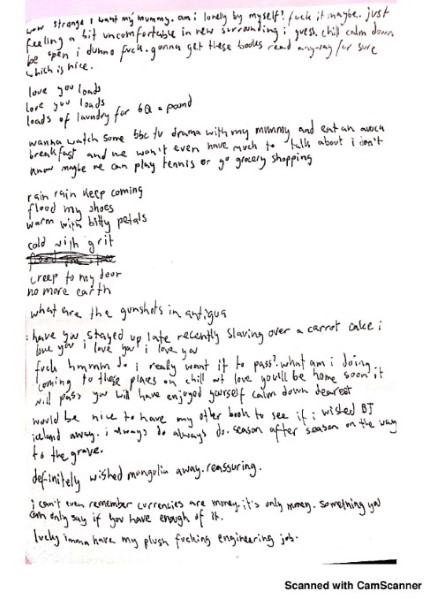 how strange i want my mummy. am i lonely by myself? fuck it maybe. just
feeling a bit uncomfortable in new surrounding i guess. chill calm down
be open i dunno fuck. gonna get these books read anyway for sure
which is nice.
love you loads
love you loads
loads of laundry for 6Q a pound
wanna watch some bbc tv drama with my mummy and eat an
breakfast and we won't even have much to talk about i don't
know maybe we can play tennis or go grocery shopping
rain rain keep coming
flood my shoes
warm with bitty petals
cold with grit
creep to my door
no more earth
what are the gunshots in antigua
have you stayed up late recently slaving over a carrot cake i
love you i love you i love you
fuck hmmm do i really want it to pass? what am i doing
coming to these places oh chill wt love you'll be home soon it
will pass you will have enjoyed yourself calm down dearest
would be nice to have my other book to see if i wished
iceland away. i always do always do. season after season on the way
to the grave.
definitely wished mongolia away. reassuring.
i can't even remember currencies are money. it's only money. something you
can only say if you have enough of it.
lucky imma have my plush fucking engineering job.
Scanned with CamScanner